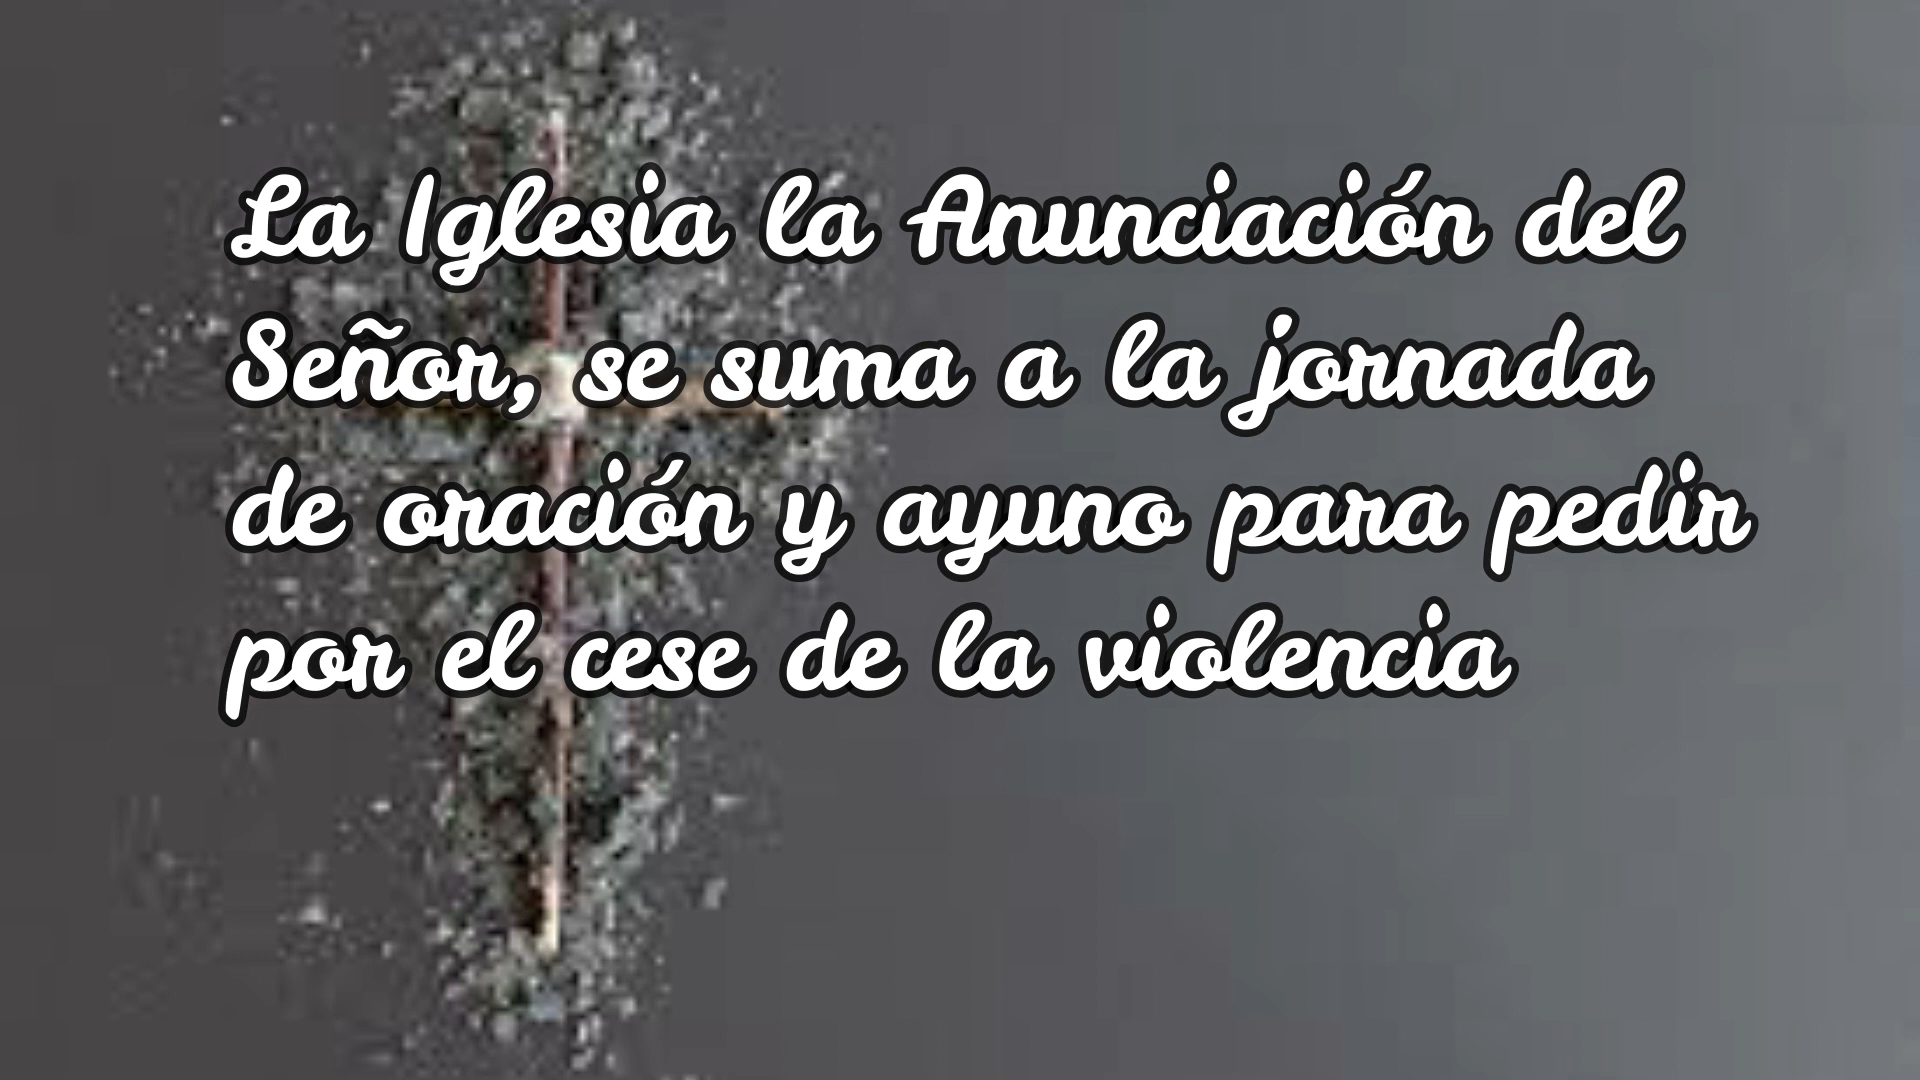 La Iglesia la Anunciación del
Señor, se suma a la jornada
de oración y ayuno para pedir
por el cese de la violencia